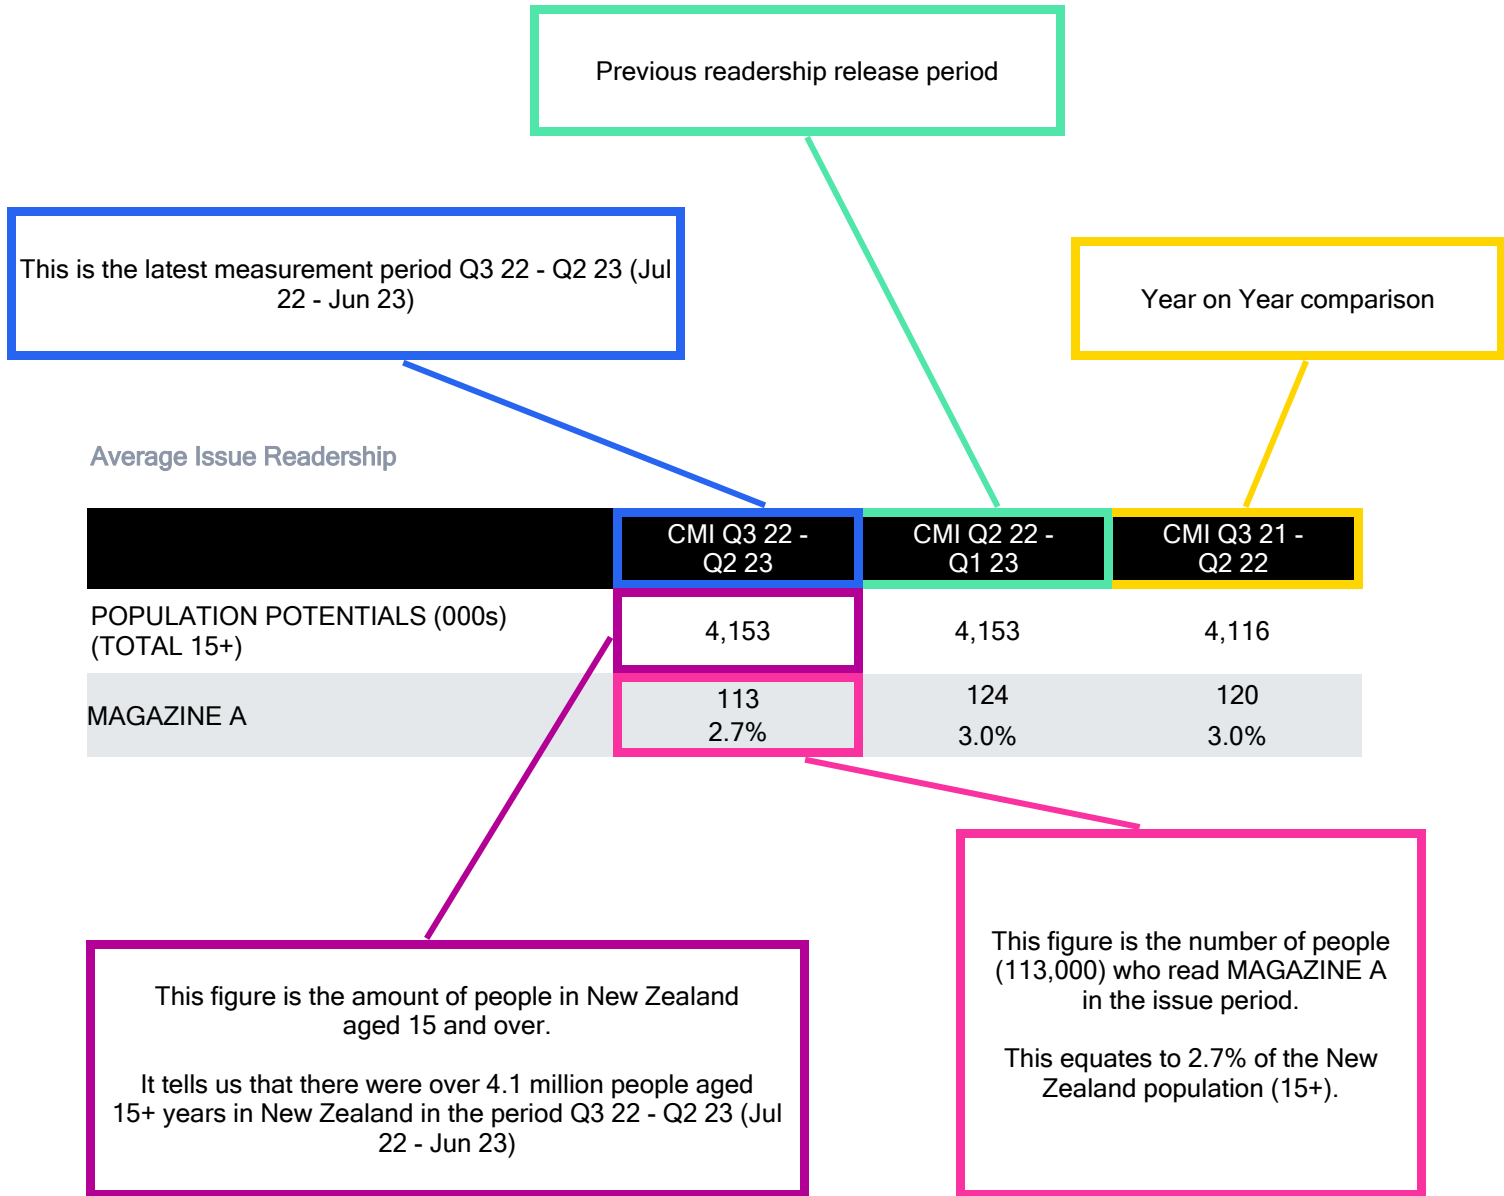 Previous readership release period
This is the latest measurement period Q3 22 - Q2 23 (Jul
22 - Jun 23)
Year on Year comparison
Average Issue Readership
CMI Q3 22 -
Q2 23
CMI Q2 22 -
Q1 23
CMI Q3 21 -
Q2 22
POPULATION POTENTIALS (000s)
(TOTAL 15+)
4,153
4,153
4,116
MAGAZINE A
113
2.7%
124
3.0%
120
3.0%
This figure is the amount of people in New Zealand
aged 15 and over.
It tells us that there were over 4.1 million people aged
15+ years in New Zealand in the period Q3 22 - Q2 23 (Jul
22 - Jun 23)
This figure is the number of people
(113,000) who read MAGAZINE A
in the issue period.
This equates to 2.7% of the New
Zealand population (15+).